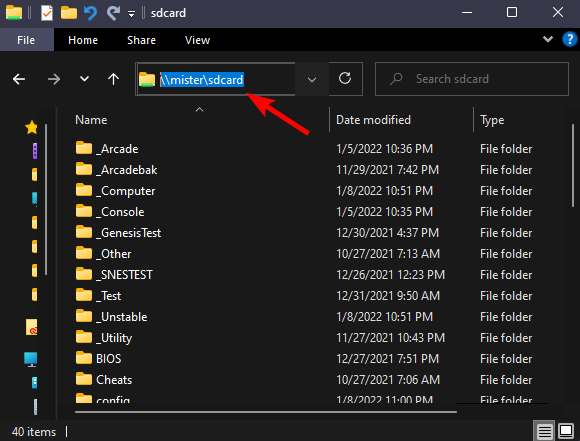 sdcard
File Home Share View
\\mister\sdcard Search sdcard
Name Date modified Type
_Arcade 1/5/2022 10:36 PM File folder
_Arcadebak 11/29/2021 7:42 PM File folder
_Computer 1/8/2022 10:51 PM File folder
_Console 1/5/2022 10:35 PM File folder
_GenesisTest 12/30/2021 4:37 PM File folder
_Other 10/27/2021 7:13 AM File folder
_SNESTEST 12/26/2021 12:23 PM File folder
_Test 12/31/2021 9:50 AM File folder
_Unstable 1/8/2022 10:51 PM File folder
_Utility 11/27/2021 10:43 PM File folder
BIOS 12/27/2021 7:51 PM File folder
Cheats 10/27/2021 7:06 AM File folder
config 1/8/2022 11:00 PM File folder
40 items